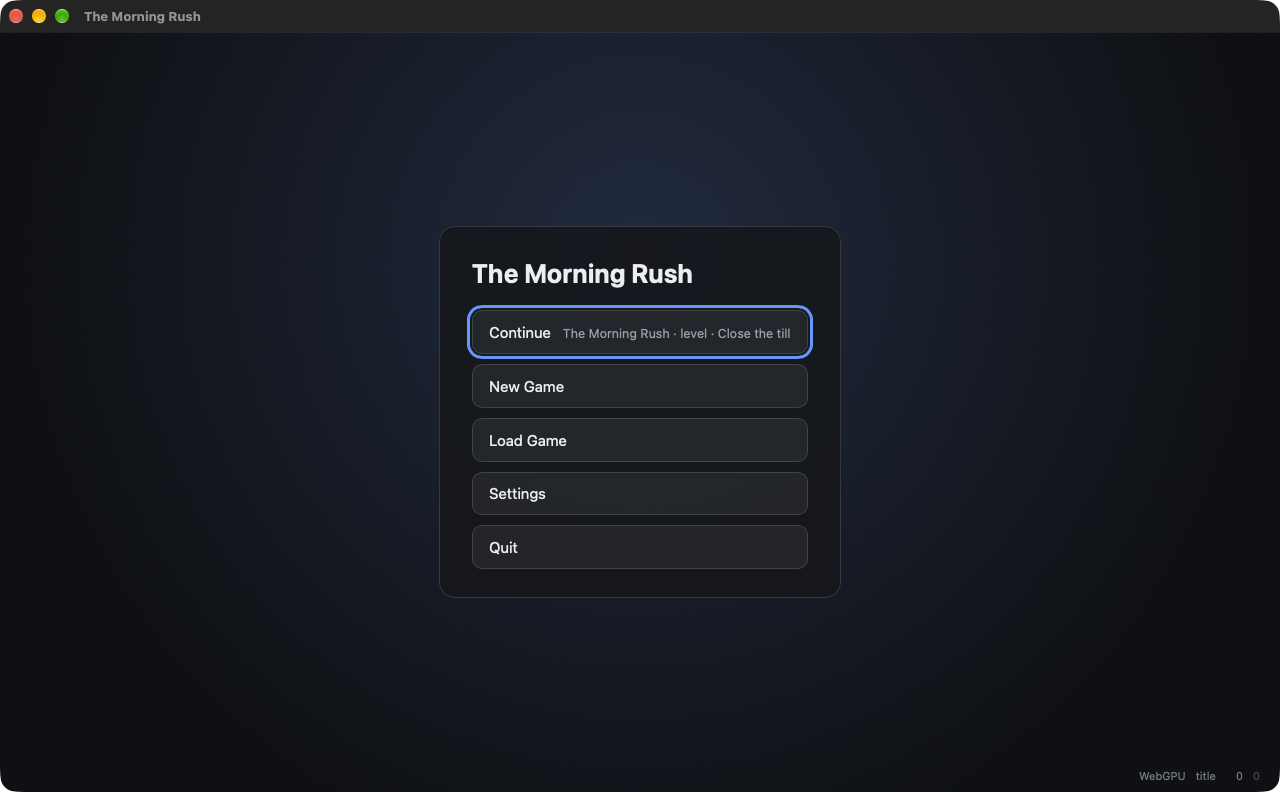 The Morning Rush
The Morning Rush
Continue The Morning Rush · level · Close the till
New Game
Load Game
Settings
Quit
WebGPU title 0 0